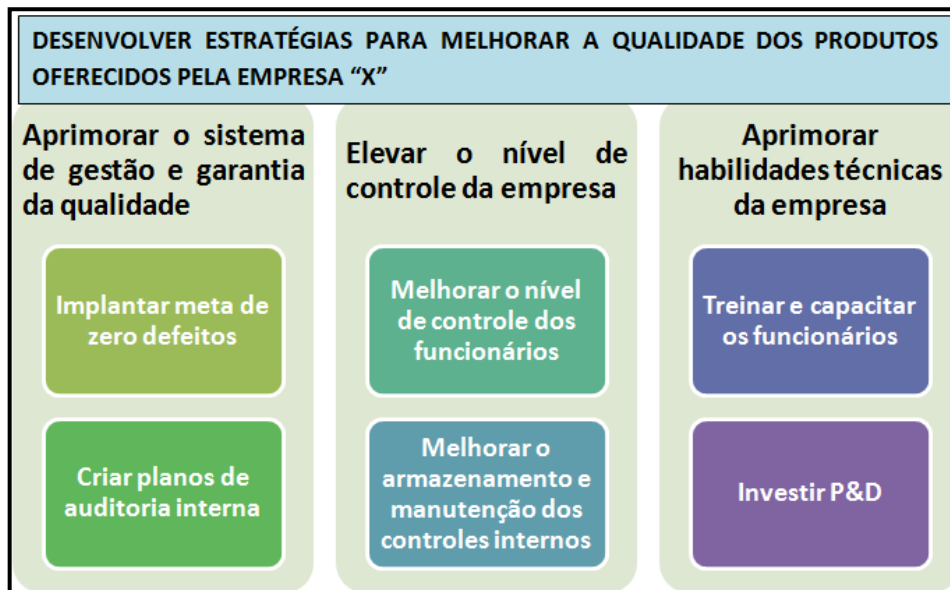 DESENVOLVER ESTRATÉGIAS PARA MELHORAR A QUALIDADE DOS PRODUTOS
OFERECIDOS PELA EMPRESA “X”
Aprimorar o sistema
de gestão e garantia
da qualidade
Implantar meta de
zero defeitos
Criar planos de
auditoria interna
Elevar o nível de
controle da empresa
Melhorar o nível
de controle dos
funcionários
Melhorar o
armazenamento e
manutenção dos
controles internos
Aprimorar
habilidades técnicas
da empresa
Treinar e capacitar
os funcionários
Investir P&D